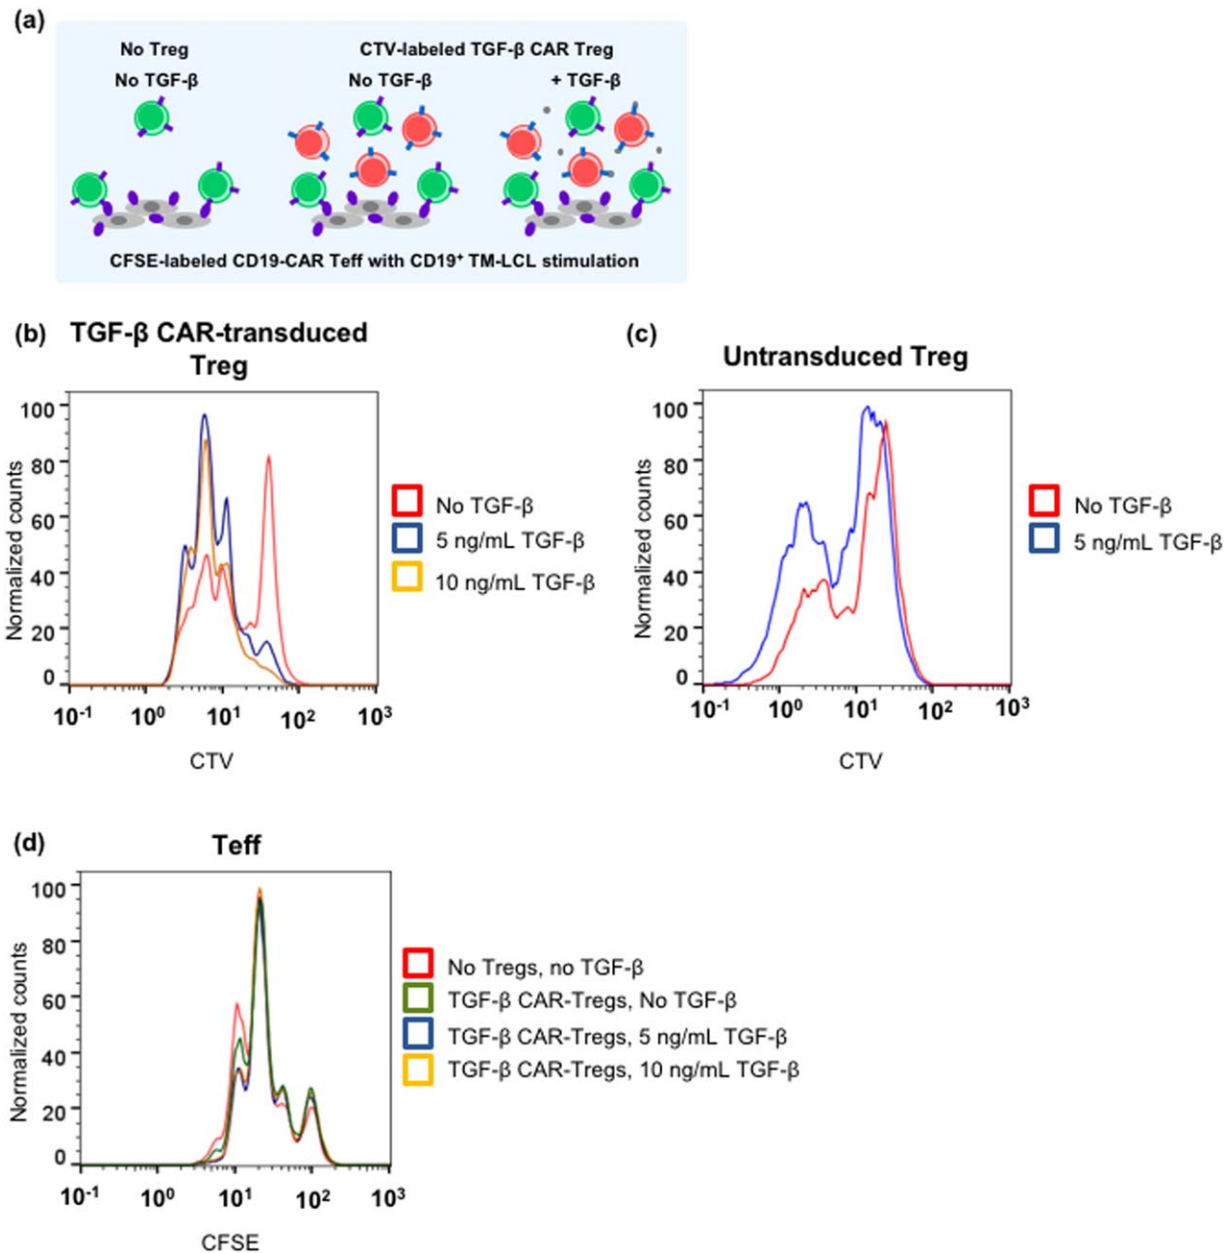 (a)
No Treg
CTV-labeled TGF-β CAR Treg
No TGF-β
No TGF-β
+ TGF-β
CFSE-labeled CD19-CAR Teff with CD19⁺ TM-LCL stimulation
(b)
TGF-β CAR-transduced
Treg
Normalized counts
100
80
60
40
20
0
10⁻¹
10⁰
10¹
10²
10³
CTV
No TGF-β
5 ng/mL TGF-β
10 ng/mL TGF-β
(c)
Untransduced Treg
Normalized counts
100
80
60
40
20
0
10⁻¹
10⁰
10¹
10²
10³
CTV
No TGF-β
5 ng/mL TGF-β
(d)
Teff
Normalized counts
100
80
60
40
20
0
10⁻¹
10⁰
10¹
10²
10³
CFSE
No Tregs, no TGF-β
TGF-β CAR-Tregs, No TGF-β
TGF-β CAR-Tregs, 5 ng/mL TGF-β
TGF-β CAR-Tregs, 10 ng/mL TGF-β